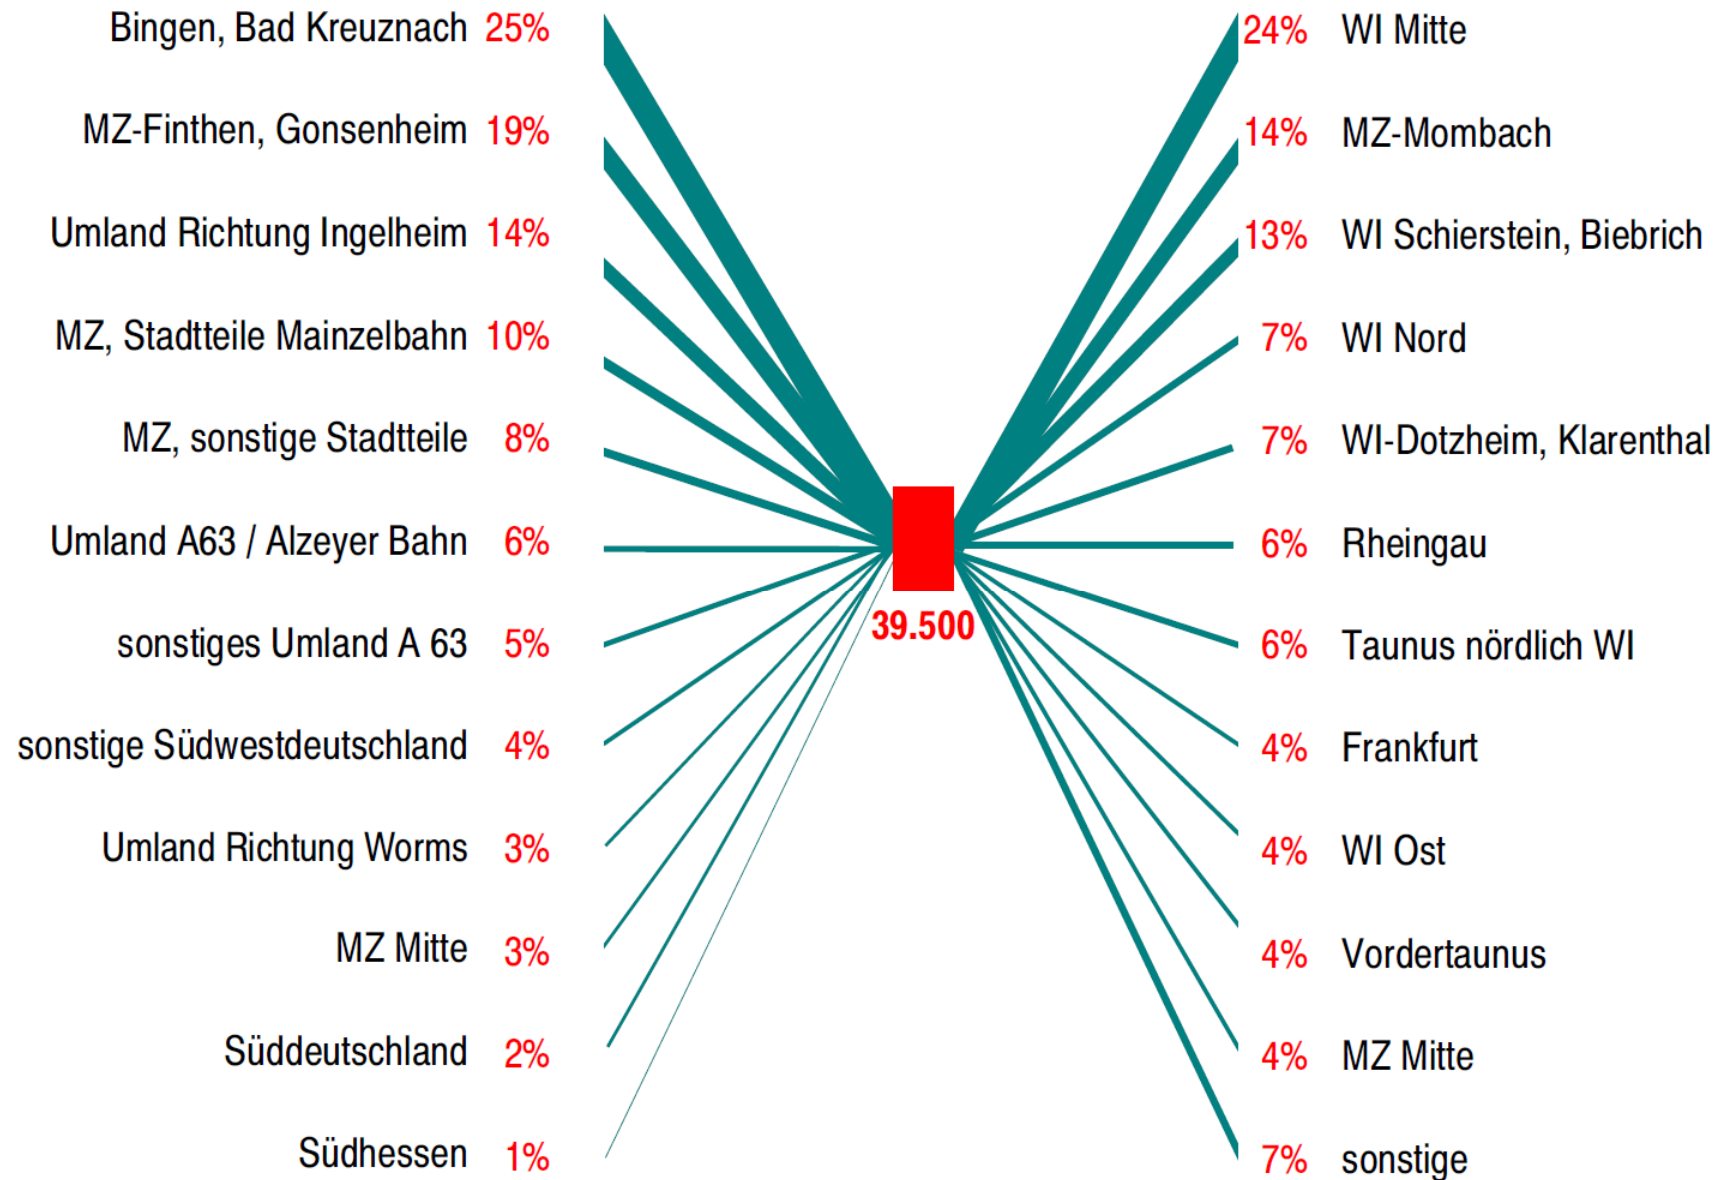 Bingen, Bad Kreuznach 25%
MZ-Finthen, Gonsenheim 19%
Umland Richtung Ingelheim 14%
MZ, Stadtteile Mainzelbahn 10%
MZ, sonstige Stadtteile 8%
Umland A63 / Alzeyer Bahn 6%
sonstiges Umland A 63 5%
sonstige Südwestdeutschland 4%
Umland Richtung Worms 3%
MZ Mitte 3%
Süddeutschland 2%
Südhessen 1%
39.500
24% WI Mitte
14% MZ-Mombach
13% WI Schierstein, Biebrich
7% WI Nord
7% WI-Dotzheim, Klarenthal
6% Rheingau
6% Taunus nördlich WI
4% Frankfurt
4% WI Ost
4% Vordertaunus
4% MZ Mitte
7% sonstige